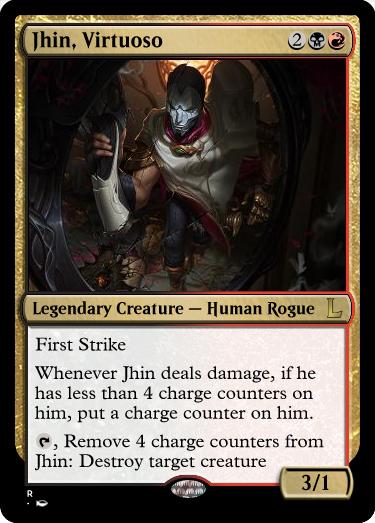 Jhin, Virtuoso 2
Legendary Creature — Human Rogue L
First Strike
Whenever Jhin deals damage, if he
has less than 4 charge counters on
him, put a charge counter on him.
, Remove 4 charge counters from
Jhin: Destroy target creature
3/1
R